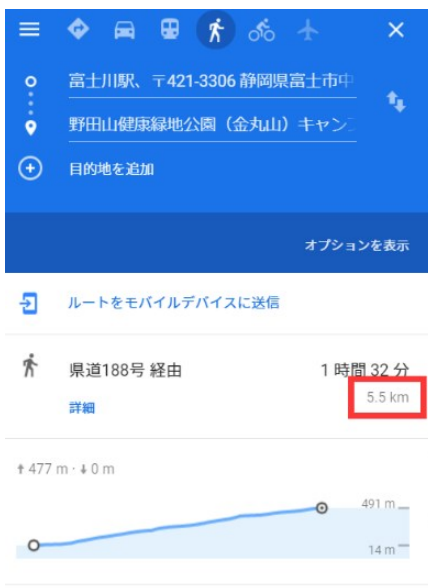 富士川駅、〒421-3306 静岡県富士市中
野田山健康緑地公園（金丸山）キャン
目的地を追加
オプションを表示
ルートをモバイルデバイスに送信
県道188号 経由
1 時間 32 分
詳細
5.5 km
477 m · 0 m
491 m
14 m